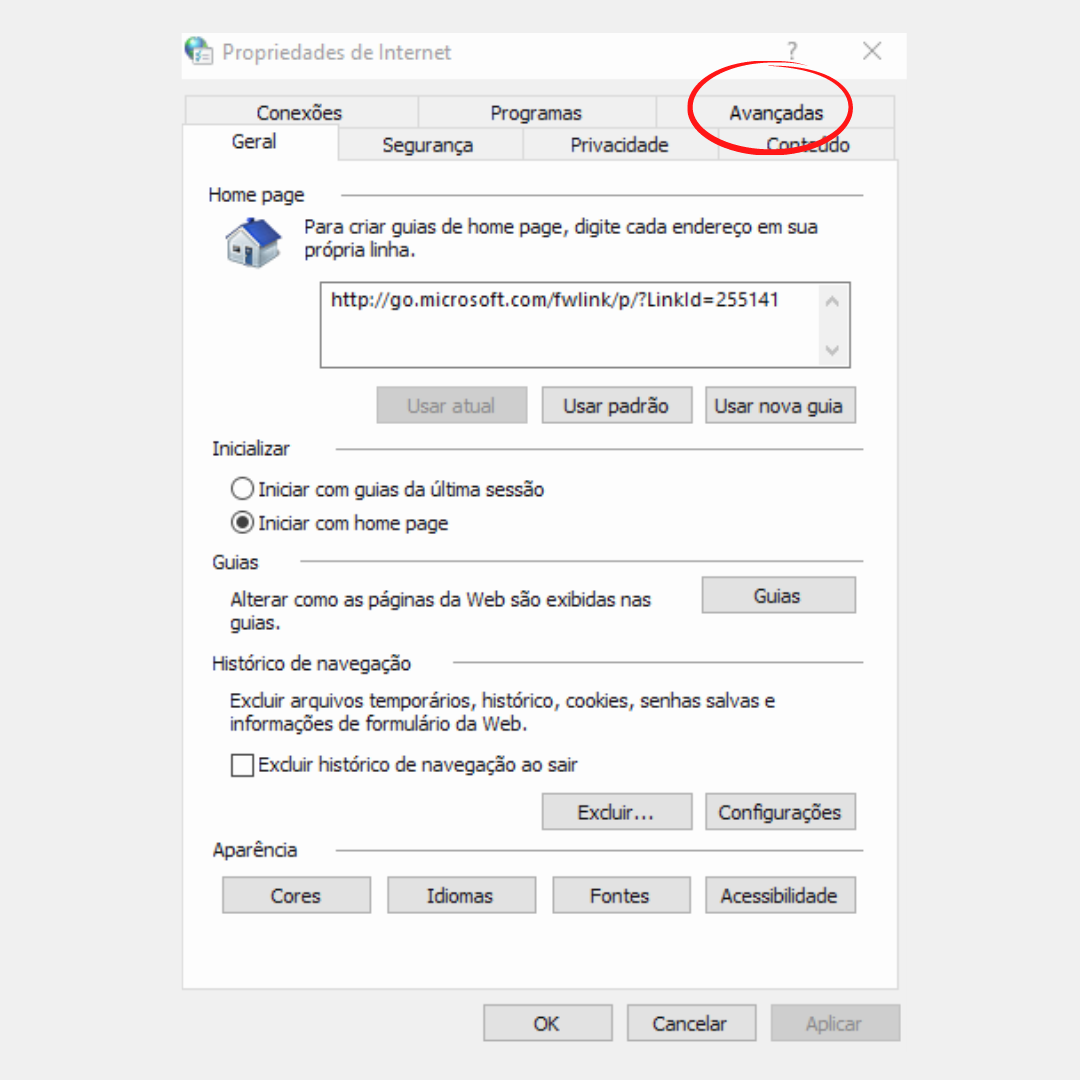 Propriedades de Internet ?
Conexões Programas Avançadas
Geral Segurança Privacidade Conteúdo
Home page
Para criar guias de home page, digite cada endereço em sua
própria linha.
http://go.microsoft.com/fwlink/p/?LinkId=255141
Usar atual Usar padrão Usar nova guia
Inicializar
Iniciar com guias da última sessão
Iniciar com home page
Guias
Alterar como as páginas da Web são exibidas nas
guias.
Guias
Histórico de navegação
Excluir arquivos temporários, histórico, cookies, senhas salvas e
informações de formulário da Web.
Excluir histórico de navegação ao sair
Excluir... Configurações
Aparência
Cores Idiomas Fontes Acessibilidade
OK Cancelar Aplicar